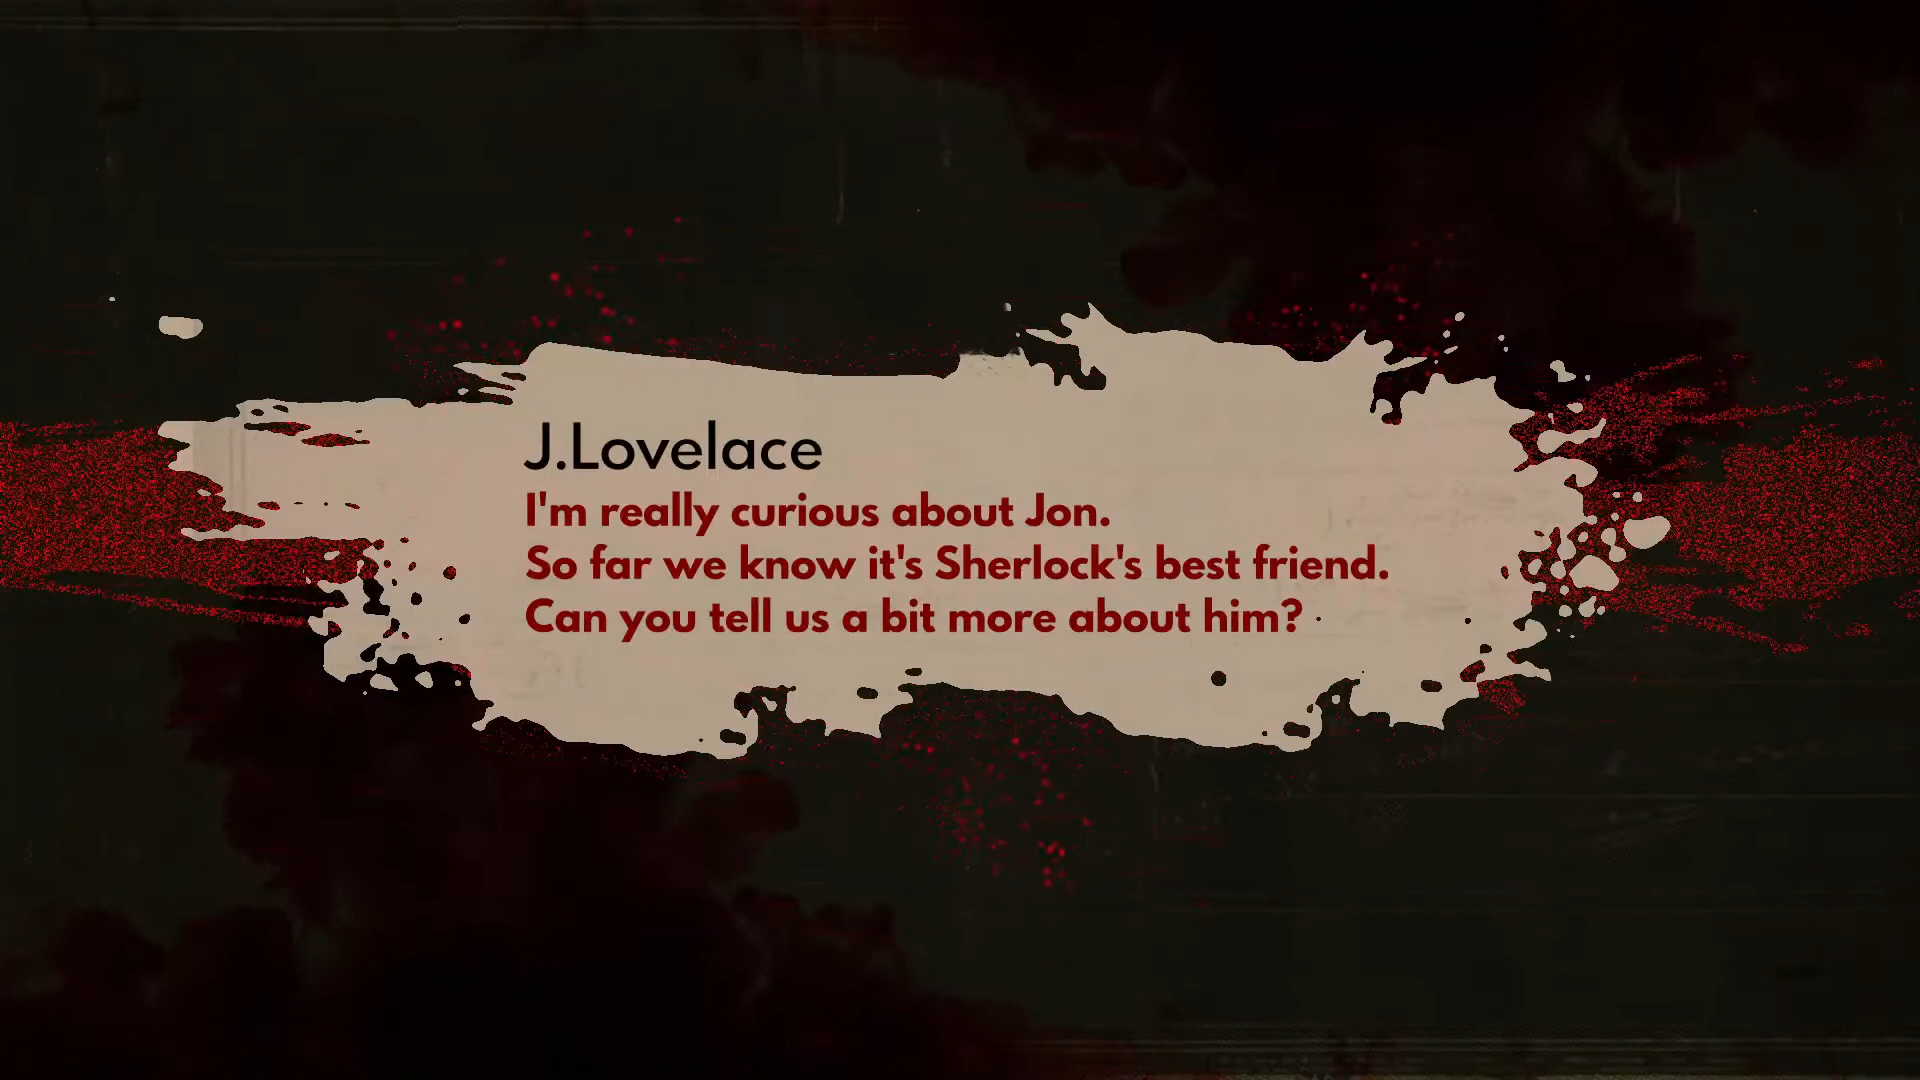 J.Lovelace
I'm really curious about Jon.
So far we know it's Sherlock's best friend.
Can you tell us a bit more about him?